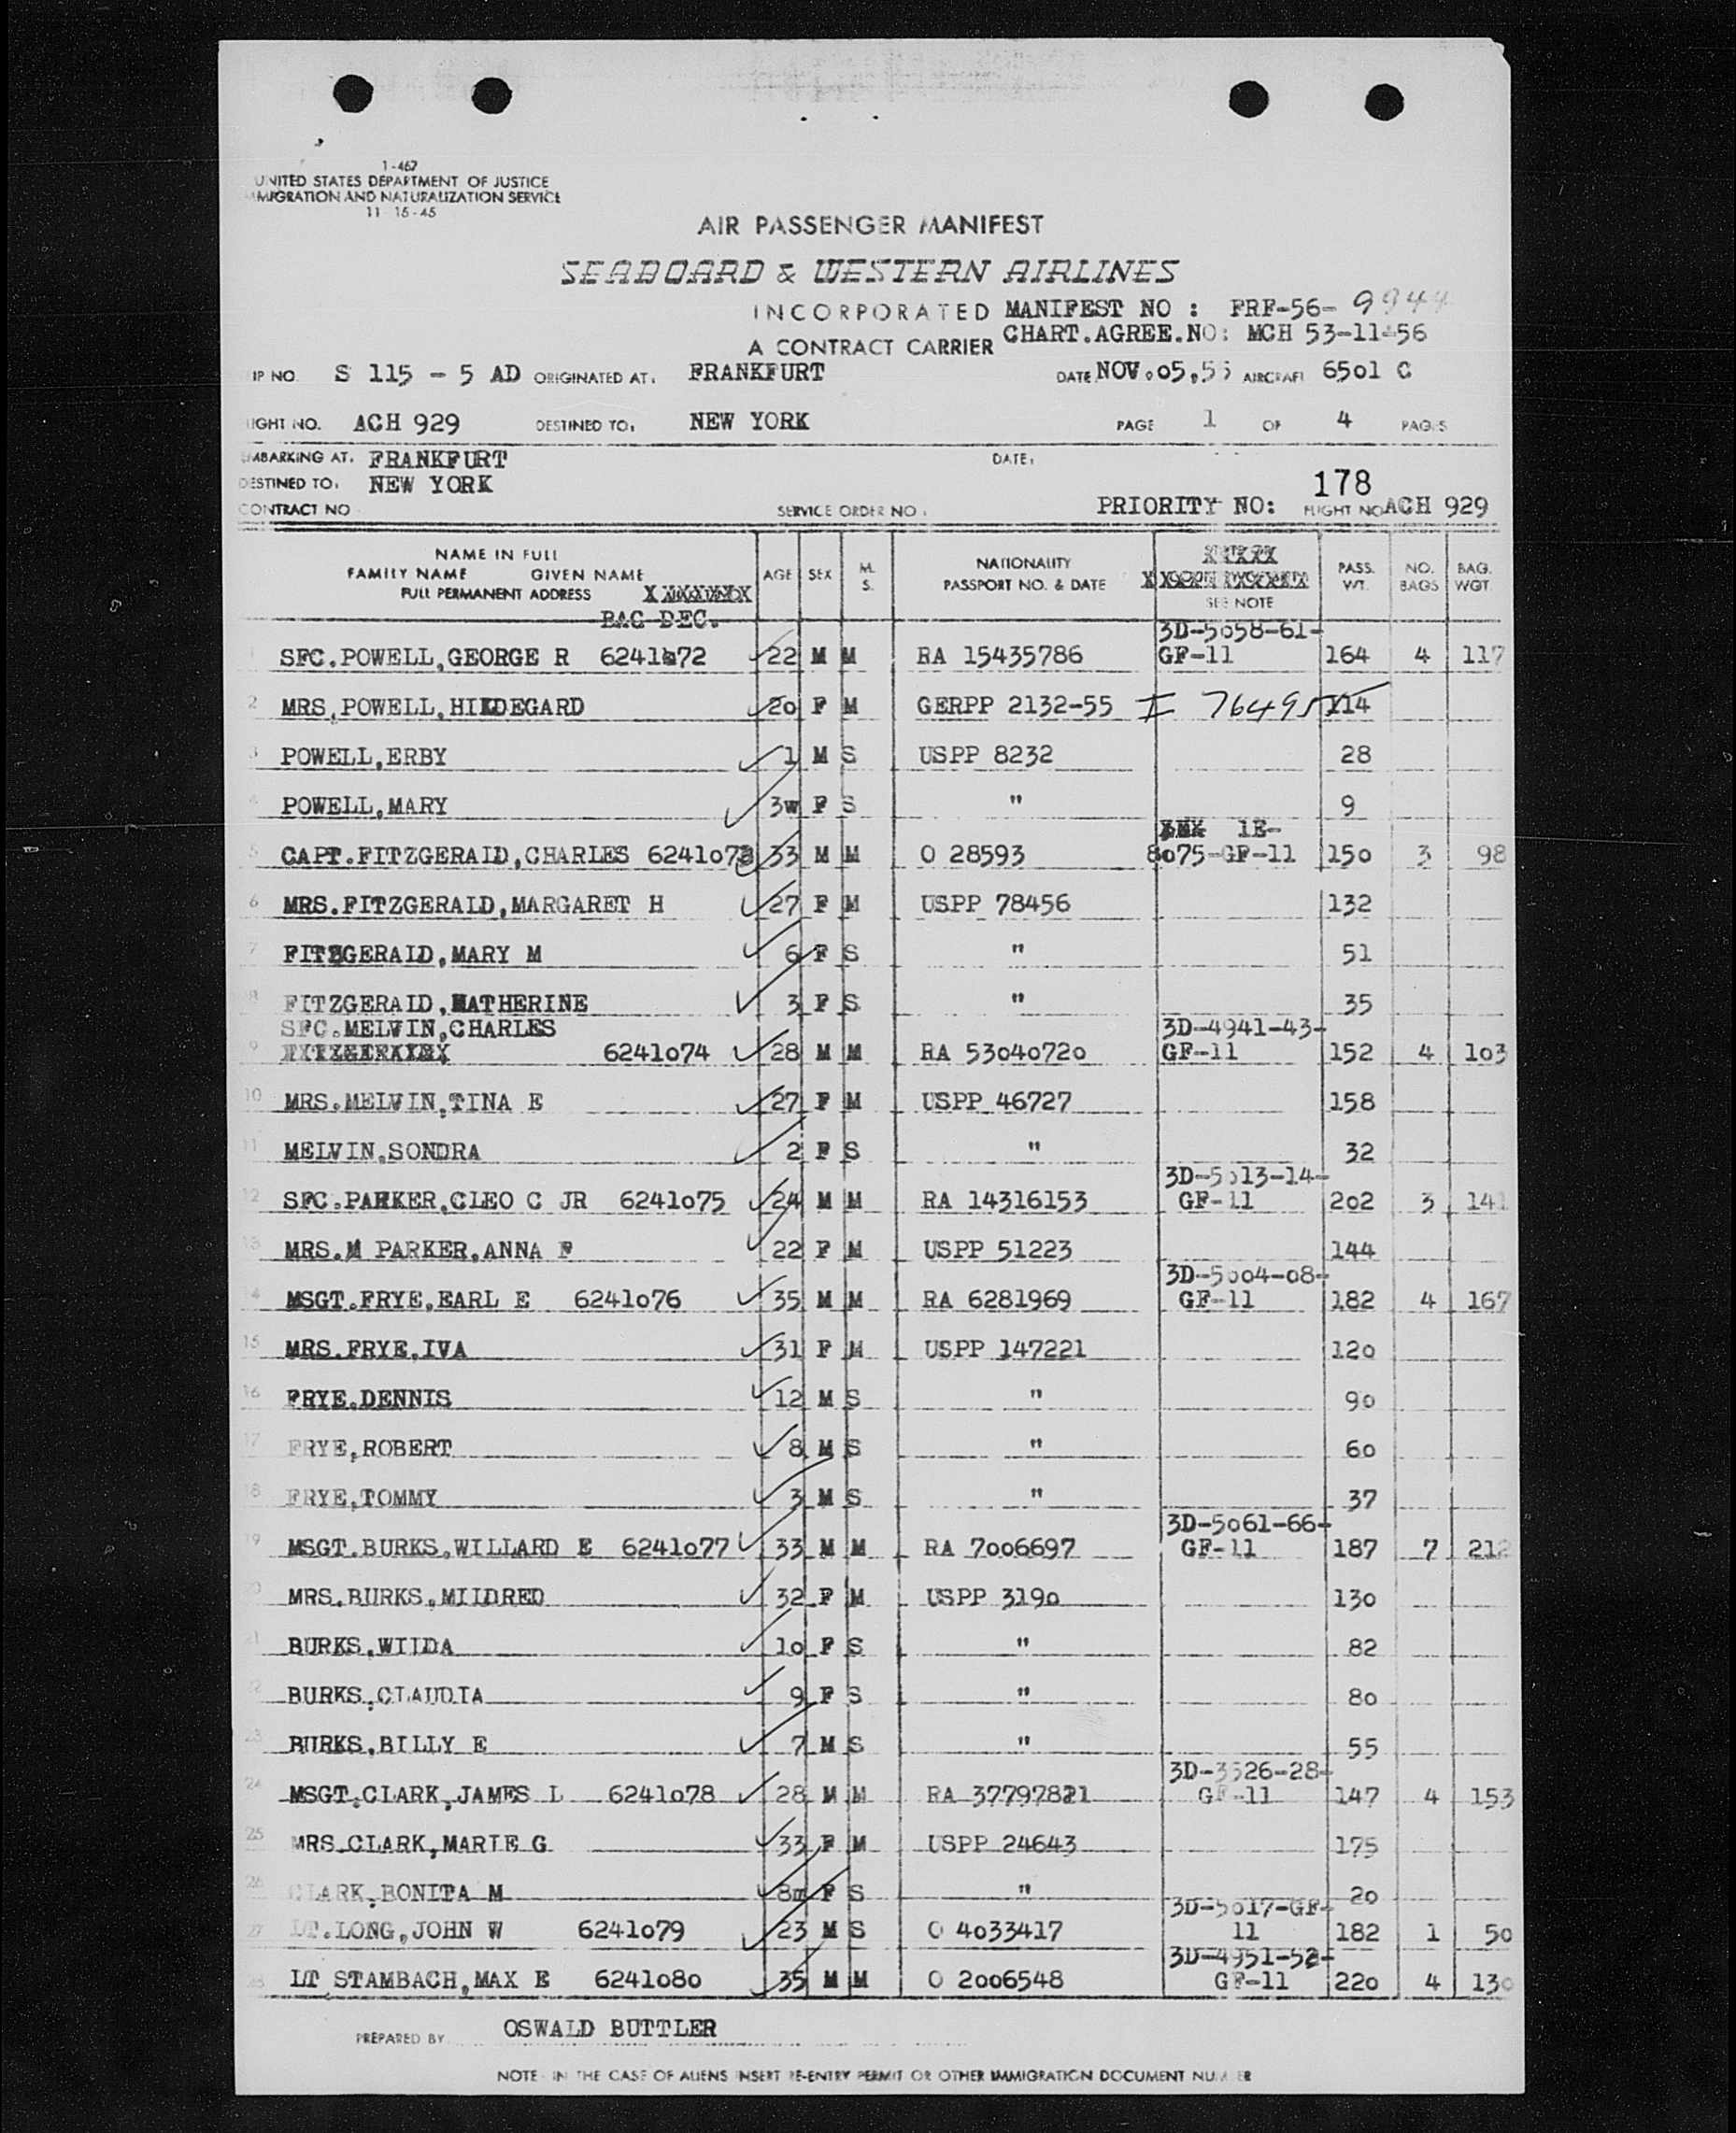 1-467
UNITED STATES DEPARTMENT OF JUSTICE
IMMIGRATION AND NATURALIZATION SERVICE
11-15-45
AIR PASSENGER MANIFEST
SEABOARD & WESTERN AIRLINES
INCORPORATED MANIFEST NO : FRF-56- 9944
A CONTRACT CARRIER CHART.AGREE.NO: MCH 53-11-56
IP NO. S 115 - 5 AD ORIGINATED AT: FRANKFURT DATE NOV.05,55 AIRCRAFT 6501 C
IGHT NO. ACH 929 DESTINED TO: NEW YORK PAGE 1 OF 4 PAGES
EMBARKING AT: FRANKFURT DATE:
DESTINED TO: NEW YORK
CONTRACT NO SERVICE ORDER NO: PRIORITY NO: 178 FLIGHT NO ACH 929
NAME IN FULL
FAMILY NAME GIVEN NAME
FULL PERMANENT ADDRESS
BAG DEC. AGE SEX M. S. NATIONALITY PASSPORT NO. & DATE SEE NOTE PASS. WT. NO. BAGS BAG. WGT.
1 SFC.POWELL,GEORGE R 6241072 22 M M RA 15435786 3D-5058-61-GF-11 164 4 117
2 MRS.POWELL,HILDEGARD 20 F M GERPP 2132-55 I 76495 114
3 POWELL,ERBY 1 M S USPP 8232 28
4 POWELL,MARY 3w F S " 9
5 CAPT.FITZGERALD,CHARLES 6241073 33 M M O 28593 1E-8075-GF-11 150 3 98
6 MRS.FITZGERALD,MARGARET H 27 F M USPP 78456 132
7 FITZGERALD,MARY M 6 F S " 51
8 FITZGERALD,KATHERINE 3 F S " 35
9 SFC.MELVIN,CHARLES 6241074 28 M M RA 53040720 3D-4941-43-GF-11 152 4 103
10 MRS.MELVIN,TINA E 27 F M USPP 46727 158
11 MELVIN,SONDRA 2 F S " 32
12 SFC.PARKER,CLEO C JR 6241075 24 M M RA 14316153 3D-5013-14-GF-11 202 3 141
13 MRS.M PARKER,ANNA F 22 F M USPP 51223 144
14 MSGT.FRYE,EARL E 6241076 35 M M RA 6281969 3D-5004-08-GF-11 182 4 167
15 MRS.FRYE,IVA 31 F M USPP 147221 120
16 FRYE,DENNIS 12 M S " 90
17 FRYE,ROBERT 8 M S " 60
18 FRYE,TOMMY 3 M S " 37
19 MSGT.BURKS,WILLARD E 6241077 33 M M RA 7006697 3D-5061-66-GF-11 187 7 212
20 MRS.BURKS,MILDRED 32 F M USPP 3190 130
21 BURKS,WILDA 10 F S " 82
22 BURKS,CLAUDIA 9 F S " 80
23 BURKS,BILLY E 7 M S " 55
24 MSGT.CLARK,JAMES L 6241078 28 M M RA 37797821 3D-3526-28-GF-11 147 4 153
25 MRS.CLARK,MARIE G 33 F M USPP 24643 175
26 CLARK,BONITA M 8m F S " 20
27 LT.LONG,JOHN W 6241079 23 M S O 4033417 3D-5017-GF-11 182 1 50
28 LT STAMBACH,MAX E 6241080 35 M M O 2006548 3D-4951-52-GF-11 220 4 130
PREPARED BY OSWALD BUTTLER
NOTE: IN THE CASE OF ALIENS INSERT RE-ENTRY PERMIT OR OTHER IMMIGRATION DOCUMENT NUMBER